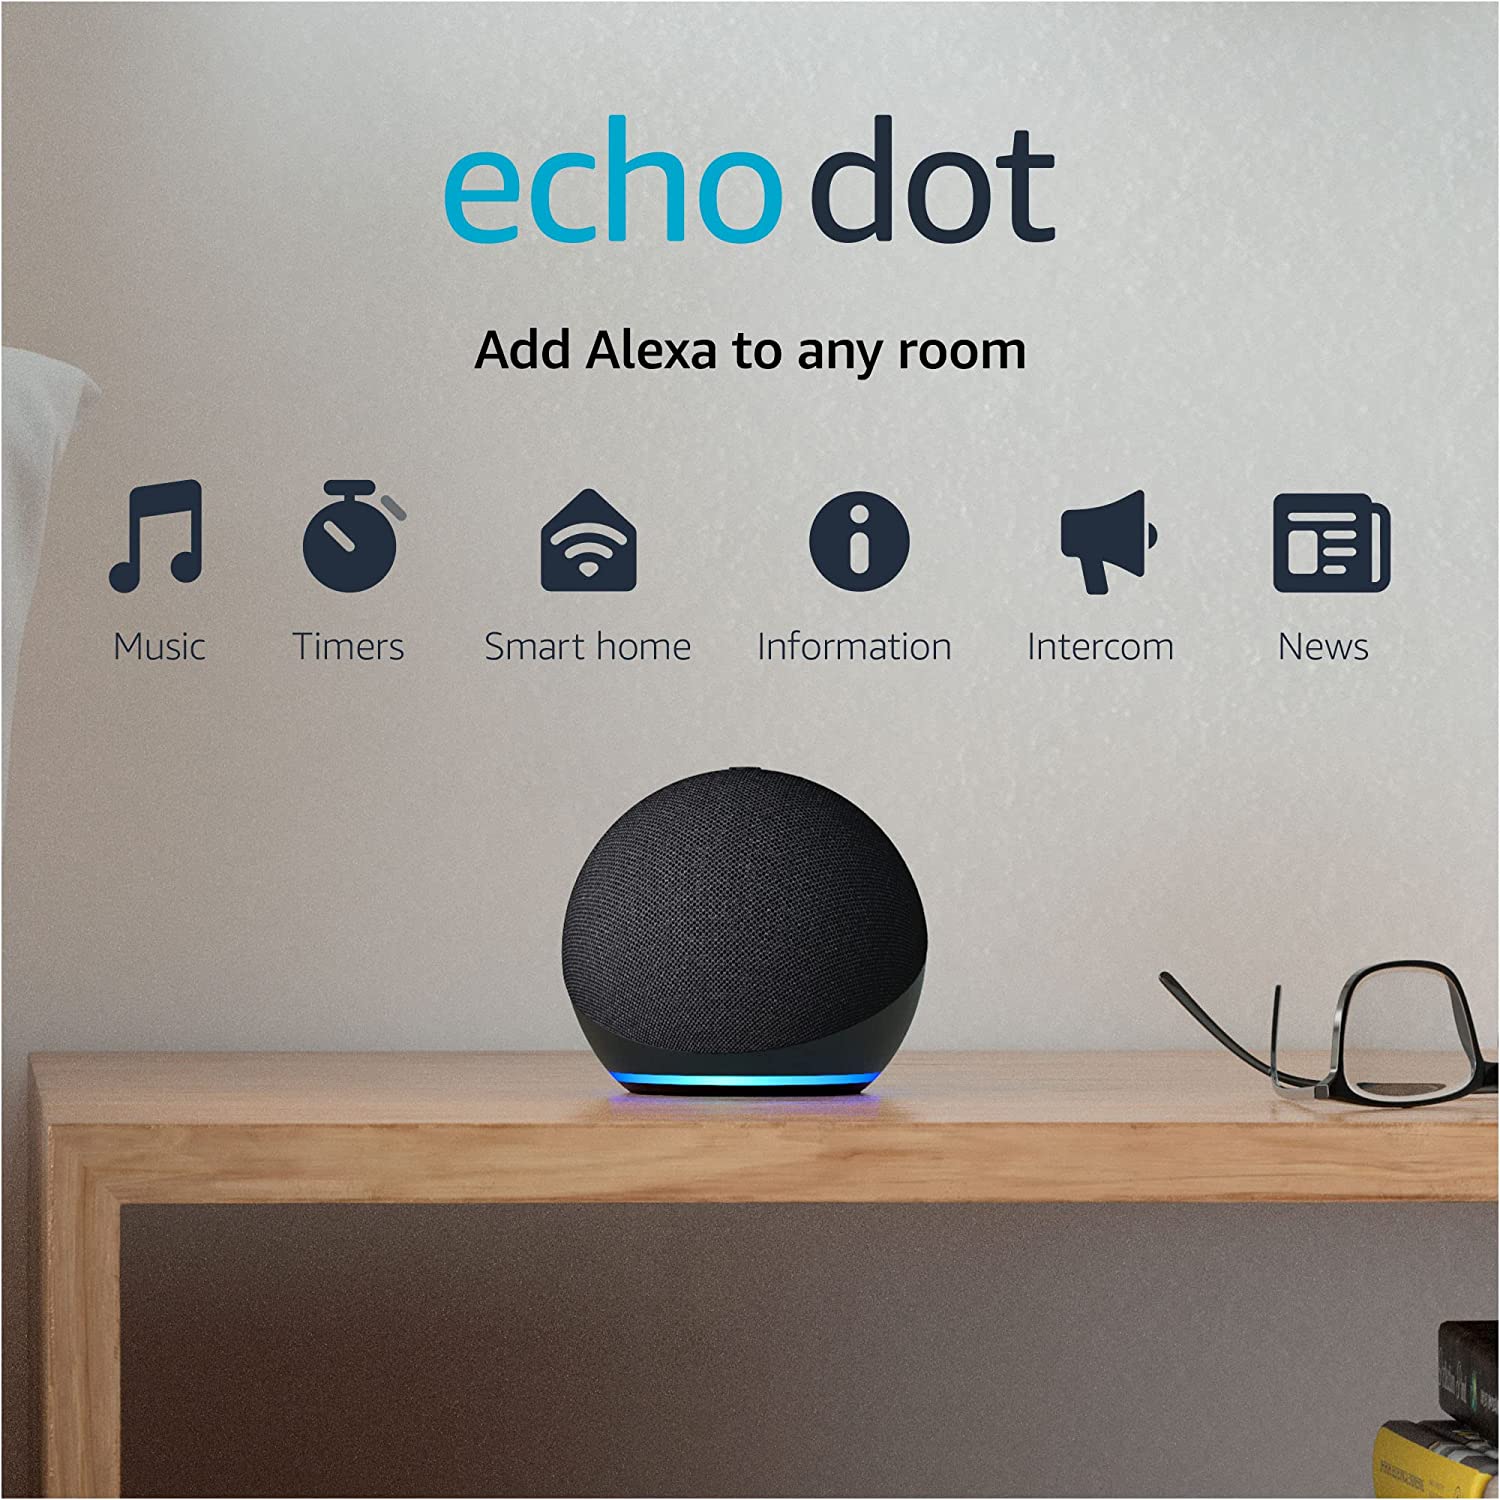 echo dot
Add Alexa to any room
Music Timers Smart home Information Intercom News